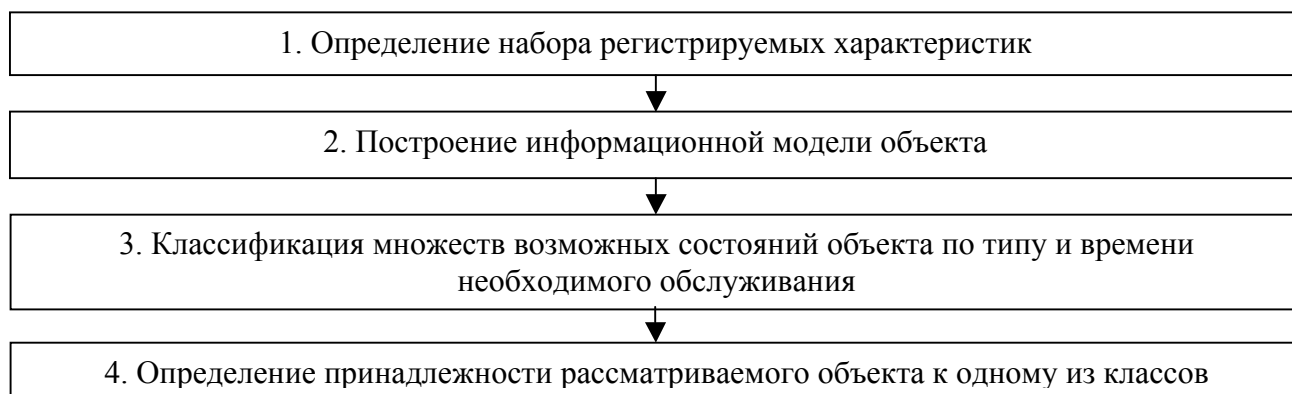 1. Определение набора регистрируемых характеристик
2. Построение информационной модели объекта
3. Классификация множеств возможных состояний объекта по типу и времени
необходимого обслуживания
4. Определение принадлежности рассматриваемого объекта к одному из классов